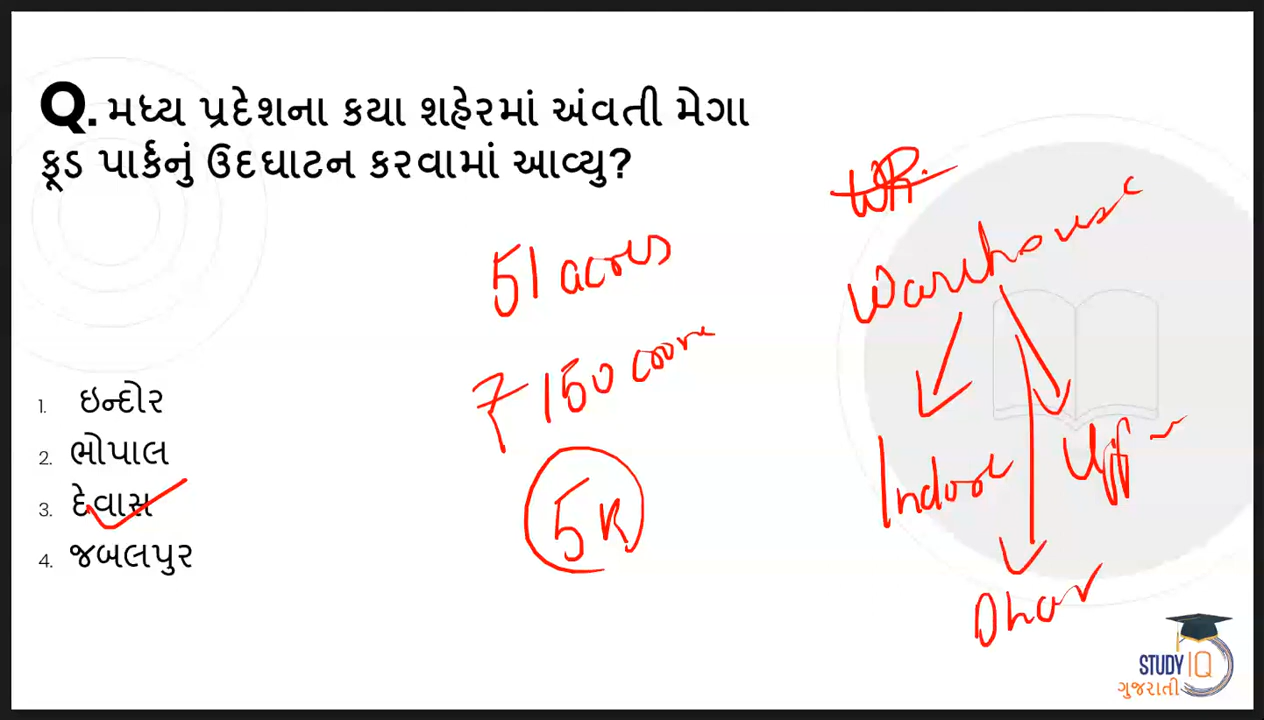 Q. મધ્ય પ્રદેશના કયા શહેરમાં અંવતી મેગા
ફૂડ પાર્કનું ઉદઘાટન કરવામાં આવ્યુ?
51 acres
₹ 150 crore
5K
1. ઇન્દોર
2. ભોપાલ
3. દેવાસ
4. જબલપુર
Warehouse
Indore
Dhar
STUDY IQ
ગુજરાતી